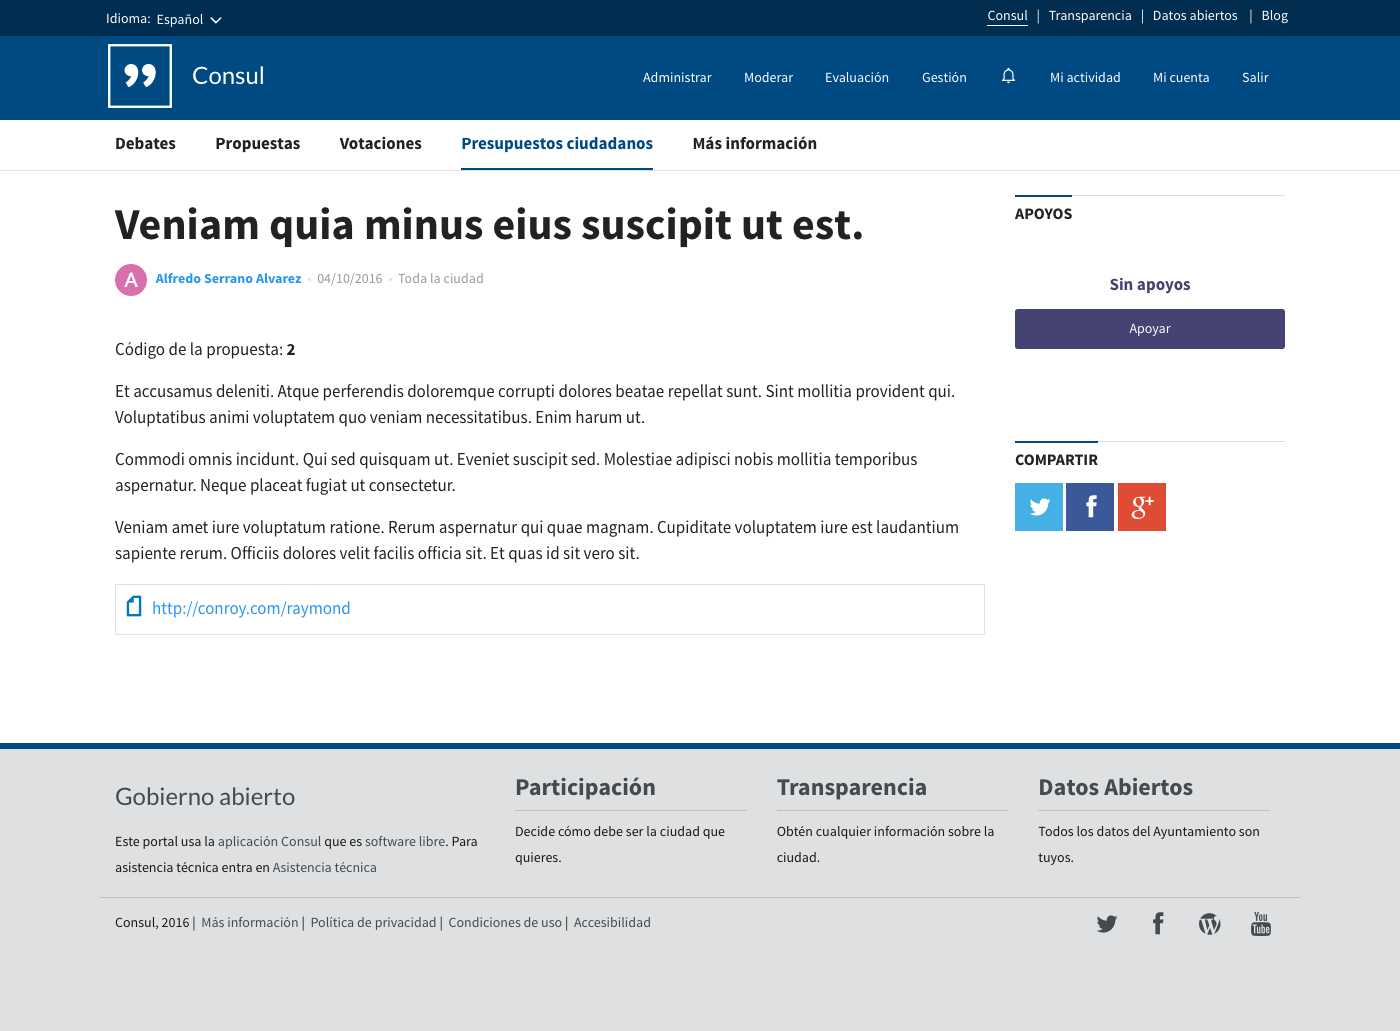 Idioma: Español
Consul | Transparencia | Datos abiertos | Blog
Consul
Administrar Moderar Evaluación Gestión Mi actividad Mi cuenta Salir
Debates Propuestas Votaciones Presupuestos ciudadanos Más información
Veniam quia minus eius suscipit ut est.
A Alfredo Serrano Alvarez • 04/10/2016 • Toda la ciudad
Código de la propuesta: 2
Et accusamus deleniti. Atque perferendis doloremque corrupti dolores beatae repellat sunt. Sint mollitia provident qui.
Voluptatibus animi voluptatem quo veniam necessitatibus. Enim harum ut.
Commodi omnis incidunt. Qui sed quisquam ut. Eveniet suscipit sed. Molestiae adipisci nobis mollitia temporibus
aspernatur. Neque placeat fugiat ut consectetur.
Veniam amet iure voluptatum ratione. Rerum aspernatur qui quae magnam. Cupiditate voluptatem iure est laudantium
sapiente rerum. Officiis dolores velit facilis officia sit. Et quas id sit vero sit.
http://conroy.com/raymond
APOYOS
Sin apoyos
Apoyar
COMPARTIR
Gobierno abierto
Este portal usa la aplicación Consul que es software libre. Para
asistencia técnica entra en Asistencia técnica
Participación
Decide cómo debe ser la ciudad que
quieres.
Transparencia
Obtén cualquier información sobre la
ciudad.
Datos Abiertos
Todos los datos del Ayuntamiento son
tuyos.
Consul, 2016 | Más información | Política de privacidad | Condiciones de uso | Accesibilidad
You
Tube